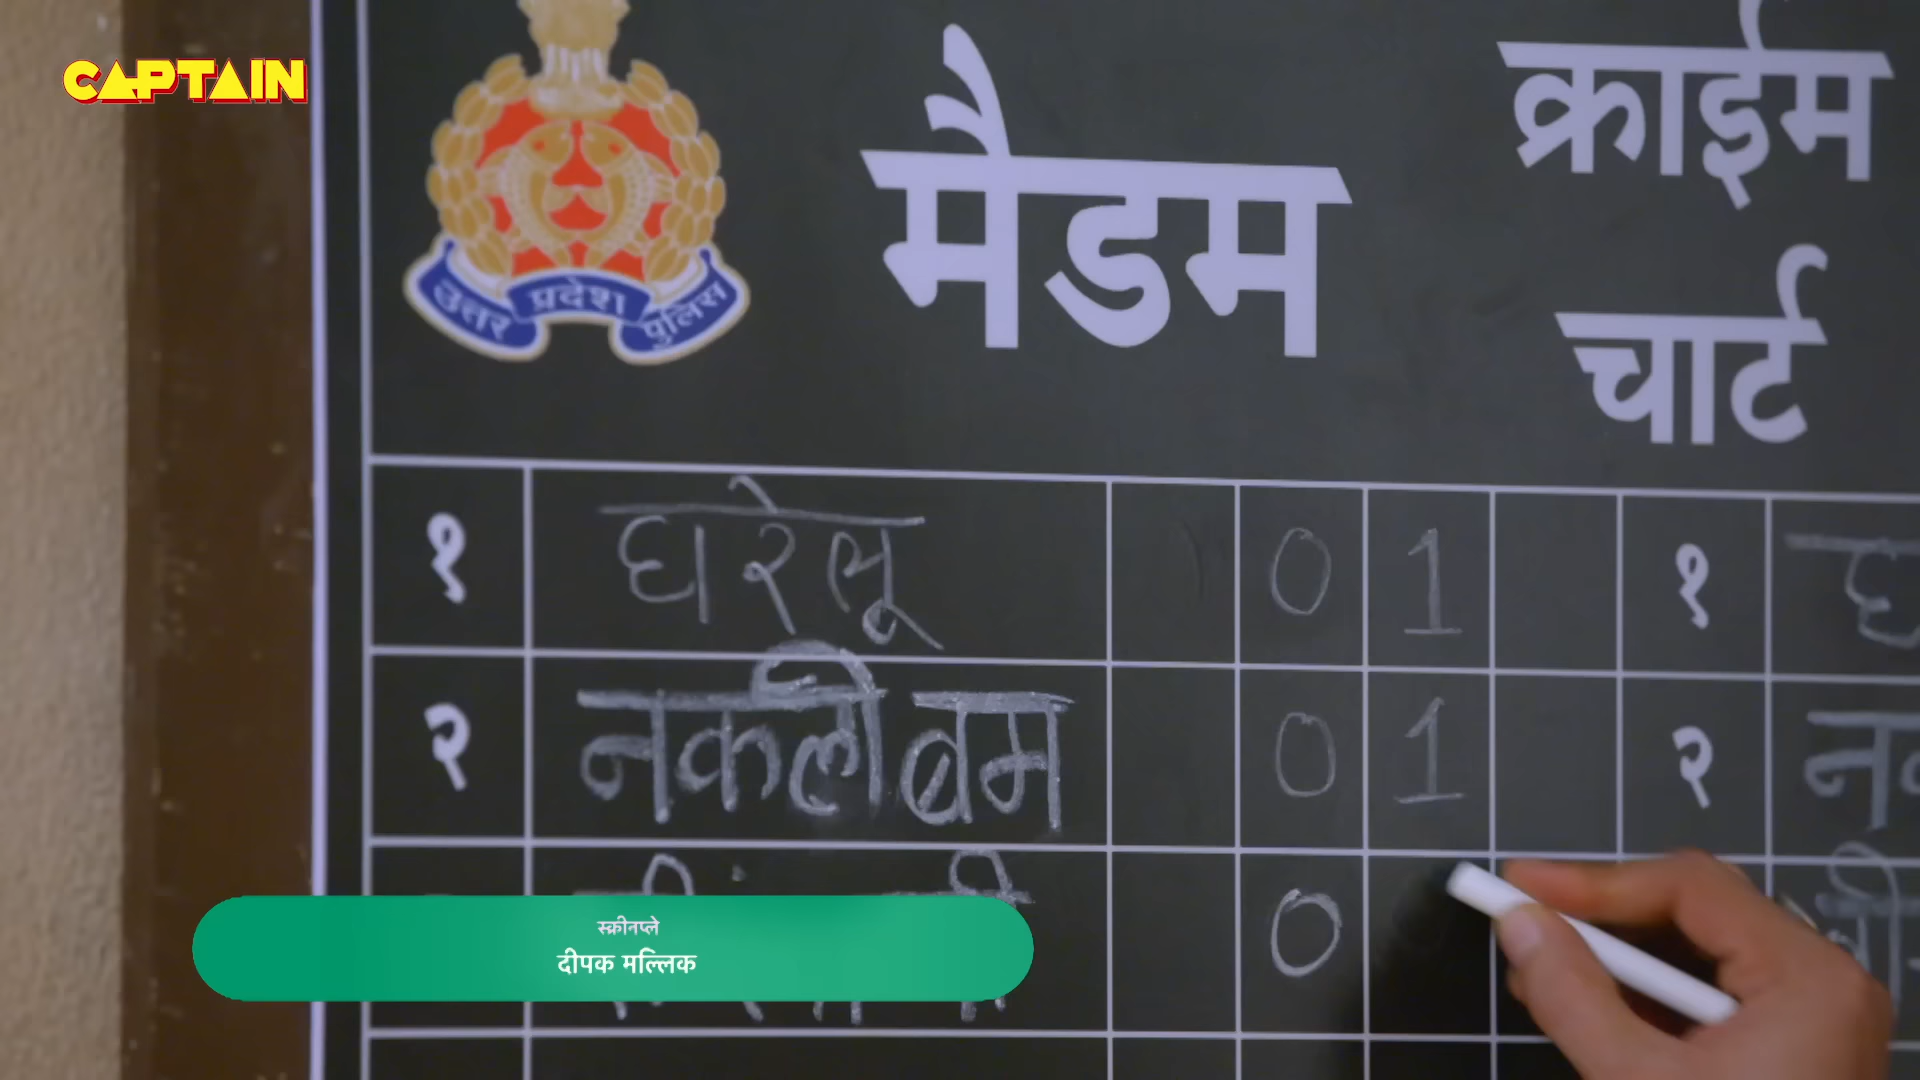 CAPTAIN
उत्तर प्रदेश पुलिस
मैडम
क्राईम
चार्ट
१ घरेलू 0 1 १
२ नकली बम 0 1 २
0
स्क्रीनप्ले
दीपक मल्लिक